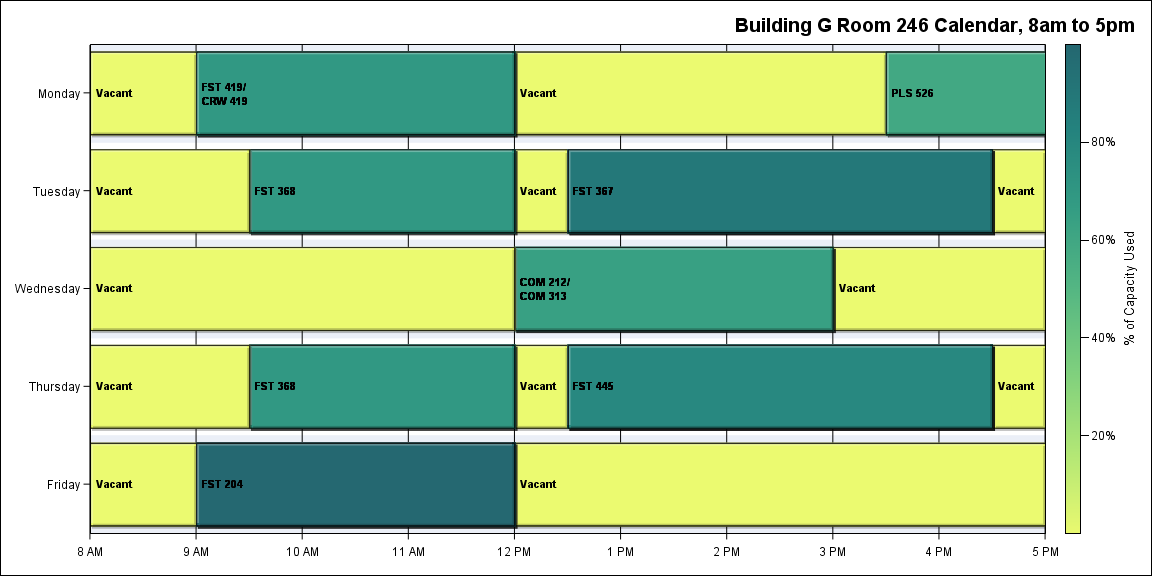 Building G Room 246 Calendar, 8am to 5pm
Monday
Vacant
FST 419/
CRW 419
Vacant
PLS 526
Tuesday
Vacant
FST 368
Vacant
FST 367
Vacant
Wednesday
Vacant
COM 212/
COM 313
Vacant
Thursday
Vacant
FST 368
Vacant
FST 445
Vacant
Friday
Vacant
FST 204
Vacant
8 AM
9 AM
10 AM
11 AM
12 PM
1 PM
2 PM
3 PM
4 PM
5 PM
80%
60%
40%
20%
% of Capacity Used